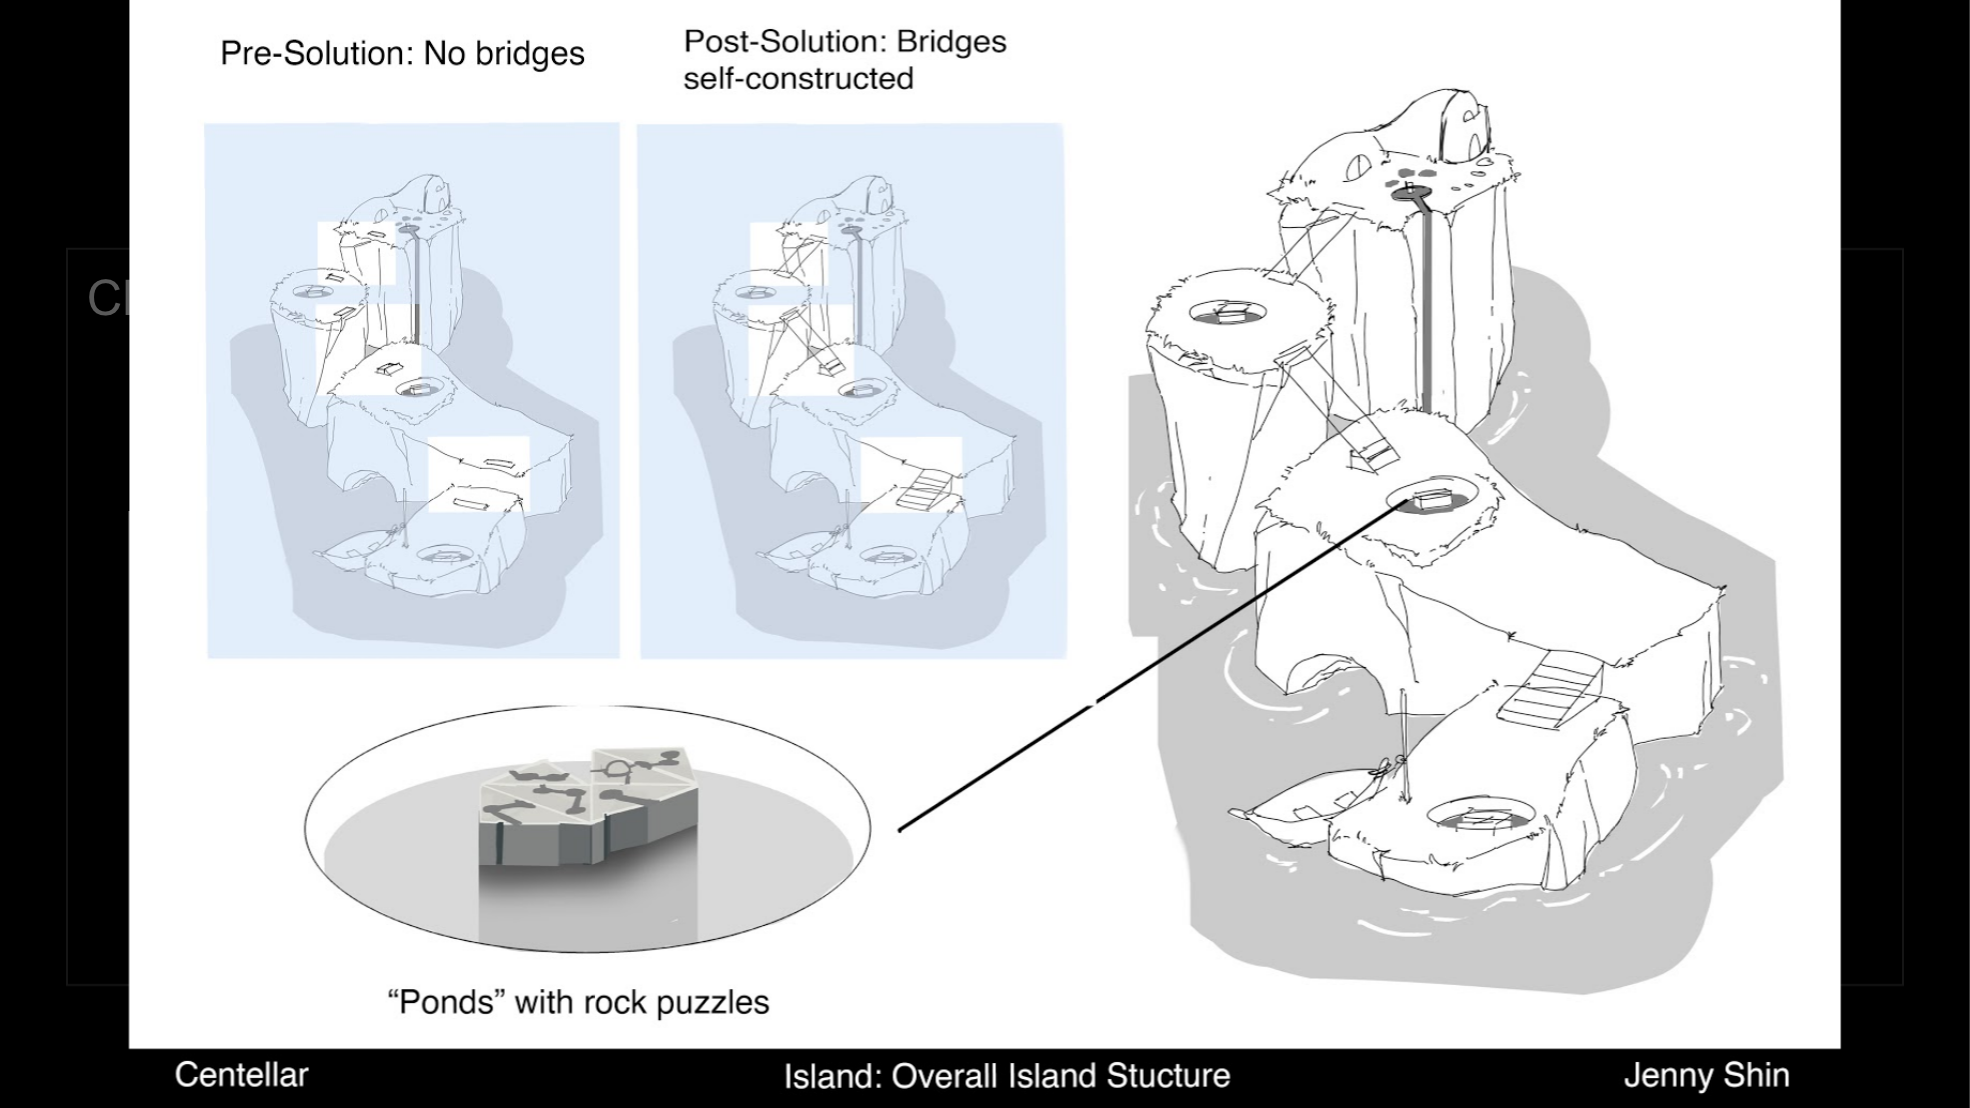 Pre-Solution: No bridges
Post-Solution: Bridges
self-constructed
“Ponds” with rock puzzles
Centellar
Island: Overall Island Stucture
Jenny Shin